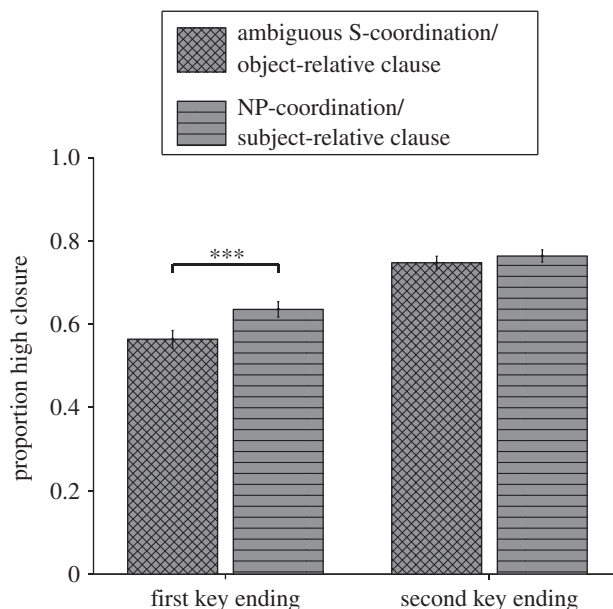 ambiguous S-coordination/
object-relative clause
NP-coordination/
subject-relative clause
1.0
0.8
0.6
0.4
0.2
0
proportion high closure
***
first key ending
second key ending